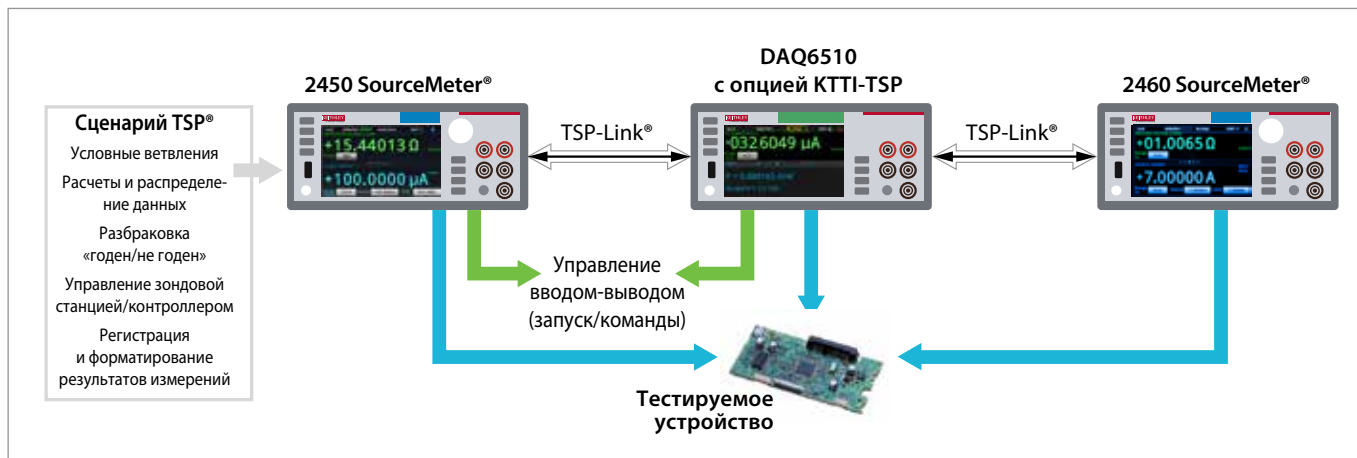 DAQ6510
с опцией KTTI-TSP
2450 SourceMeter®
2460 SourceMeter®
Сценарий TSP®
Условные ветвления
Расчеты и распределе-
ние данных
Разбраковка
«годен/не годен»
Управление зондовой
станцией/контроллером
Регистрация
и форматирование
результатов измерений
TSP-Link®
TSP-Link®
+15.44013 Ω
+100.0000 µA
-0326049 µA
+01.0065 Ω
+7.00000 A
Управление
вводом-выводом
(запуск/команды)
Тестируемое
устройство